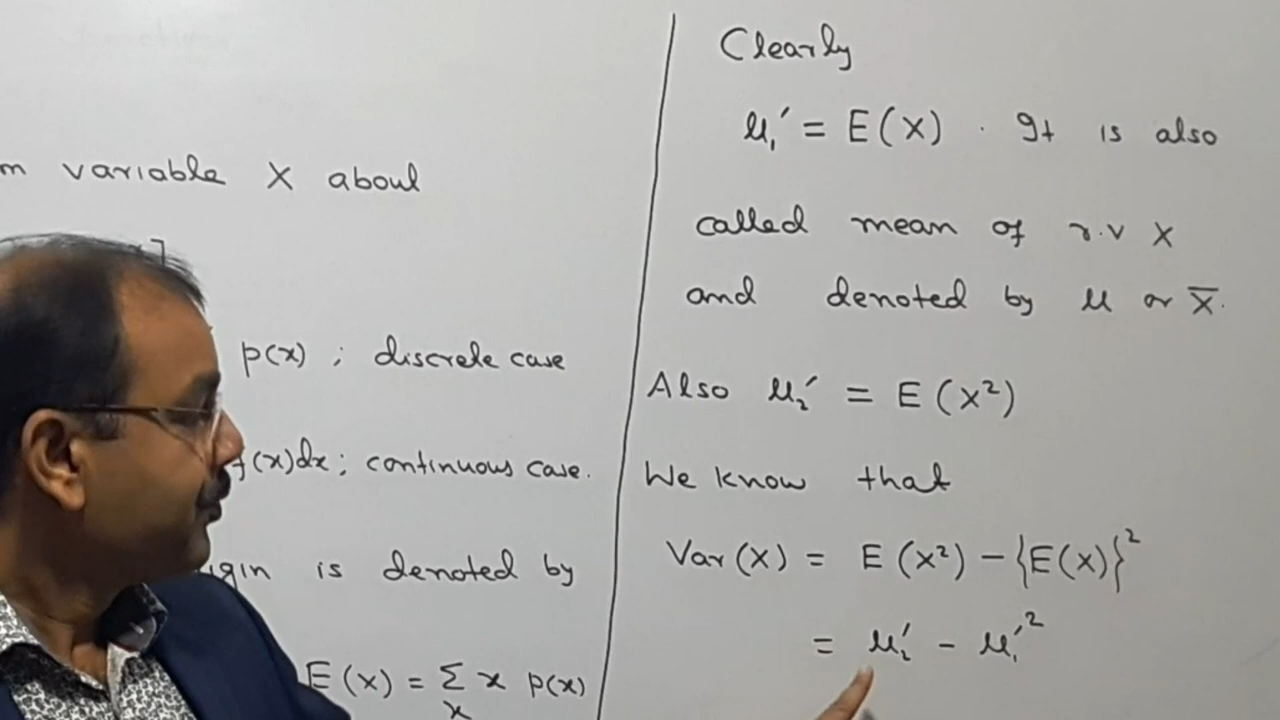 m variable X about
p(x) ; discrete case
f(x)dx ; continuous case.
igin is denoted by
E(x) = Σ x p(x)
x
Clearly
μ₁′ = E(X) . It is also
called mean of r.v X
and denoted by μ or X̅.
Also μ₂′ = E(X²)
We know that
Var(X) = E(X²) − {E(X)}²
= μ₂′ − μ₁′²